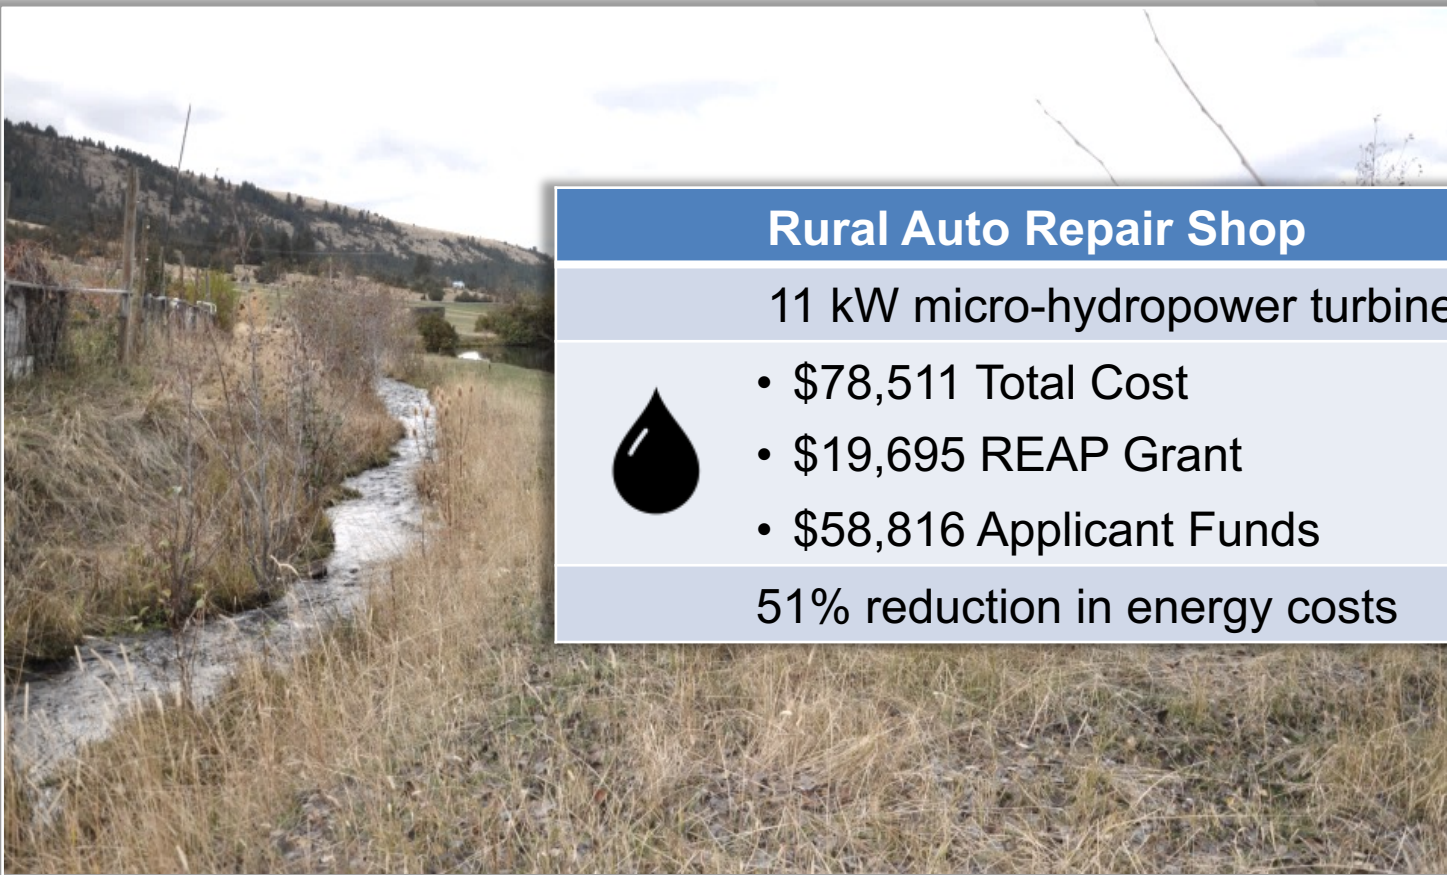 Rural Auto Repair Shop
11 kW micro-hydropower turbine
• $78,511 Total Cost
• $19,695 REAP Grant
• $58,816 Applicant Funds
51% reduction in energy costs